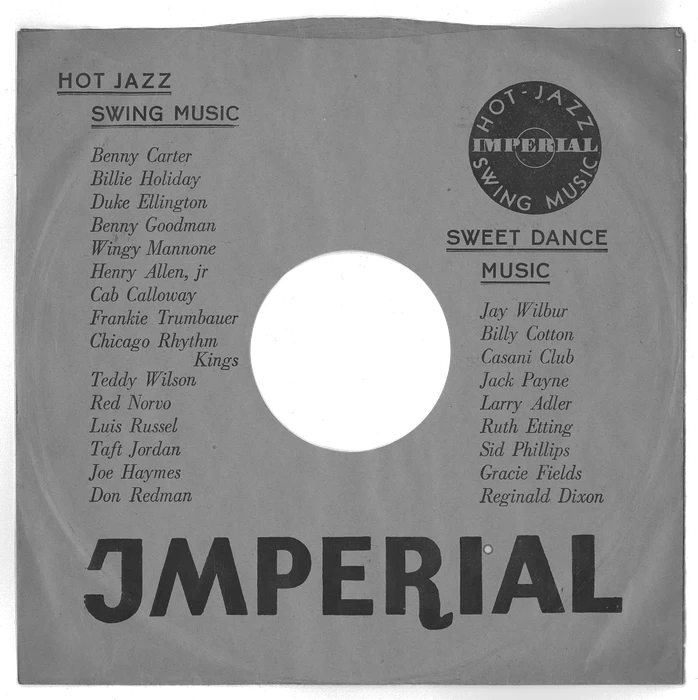 HOT JAZZ
SWING MUSIC
Benny Carter
Billie Holiday
Duke Ellington
Benny Goodman
Wingy Mannone
Henry Allen, jr
Cab Calloway
Frankie Trumbauer
Chicago Rhythm
Kings
Teddy Wilson
Red Norvo
Luis Russel
Taft Jordan
Joe Haymes
Don Redman
HOT-JAZZ
IMPERIAL
SWING MUSIC
SWEET DANCE
MUSIC
Jay Wilbur
Billy Cotton
Casani Club
Jack Payne
Larry Adler
Ruth Etting
Sid Phillips
Gracie Fields
Reginald Dixon
IMPERIAL